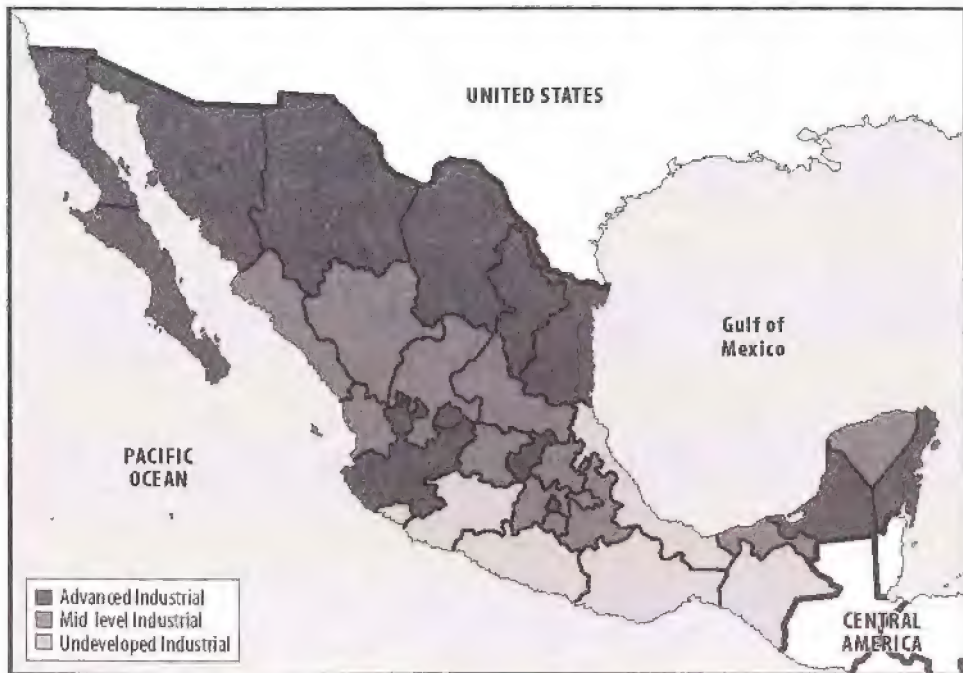 UNITED STATES
Gulf of
Mexico
PACIFIC
OCEAN
Advanced Industrial
Mid level Industrial
Undeveloped Industrial
CENTRAL
AMERICA